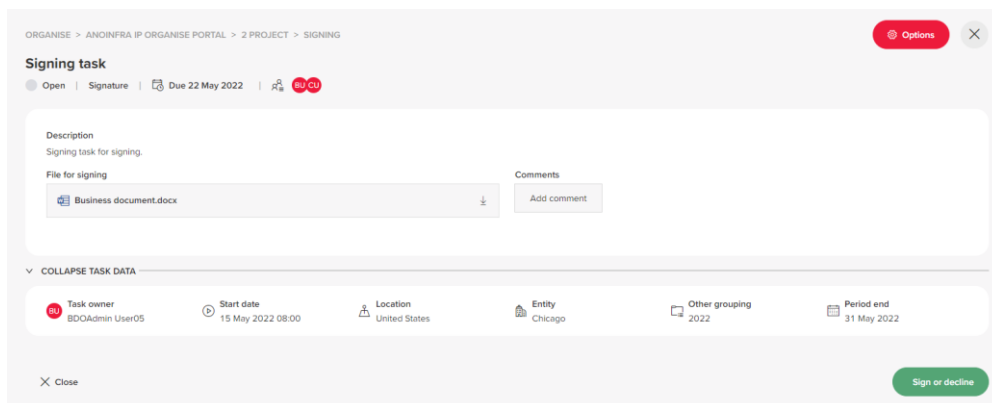 ORGANISE > ANOINFRA IP ORGANISE PORTAL > 2 PROJECT > SIGNING
Options
Signing task
Open | Signature | Due 22 May 2022 | BU CU
Description
Signing task for signing.
File for signing
Comments
Business document.docx
Add comment
COLLAPSE TASK DATA
BU
Task owner
BDOAdmin User05
Start date
15 May 2022 08:00
Location
United States
Entity
Chicago
Other grouping
2022
Period end
31 May 2022
Close
Sign or decline